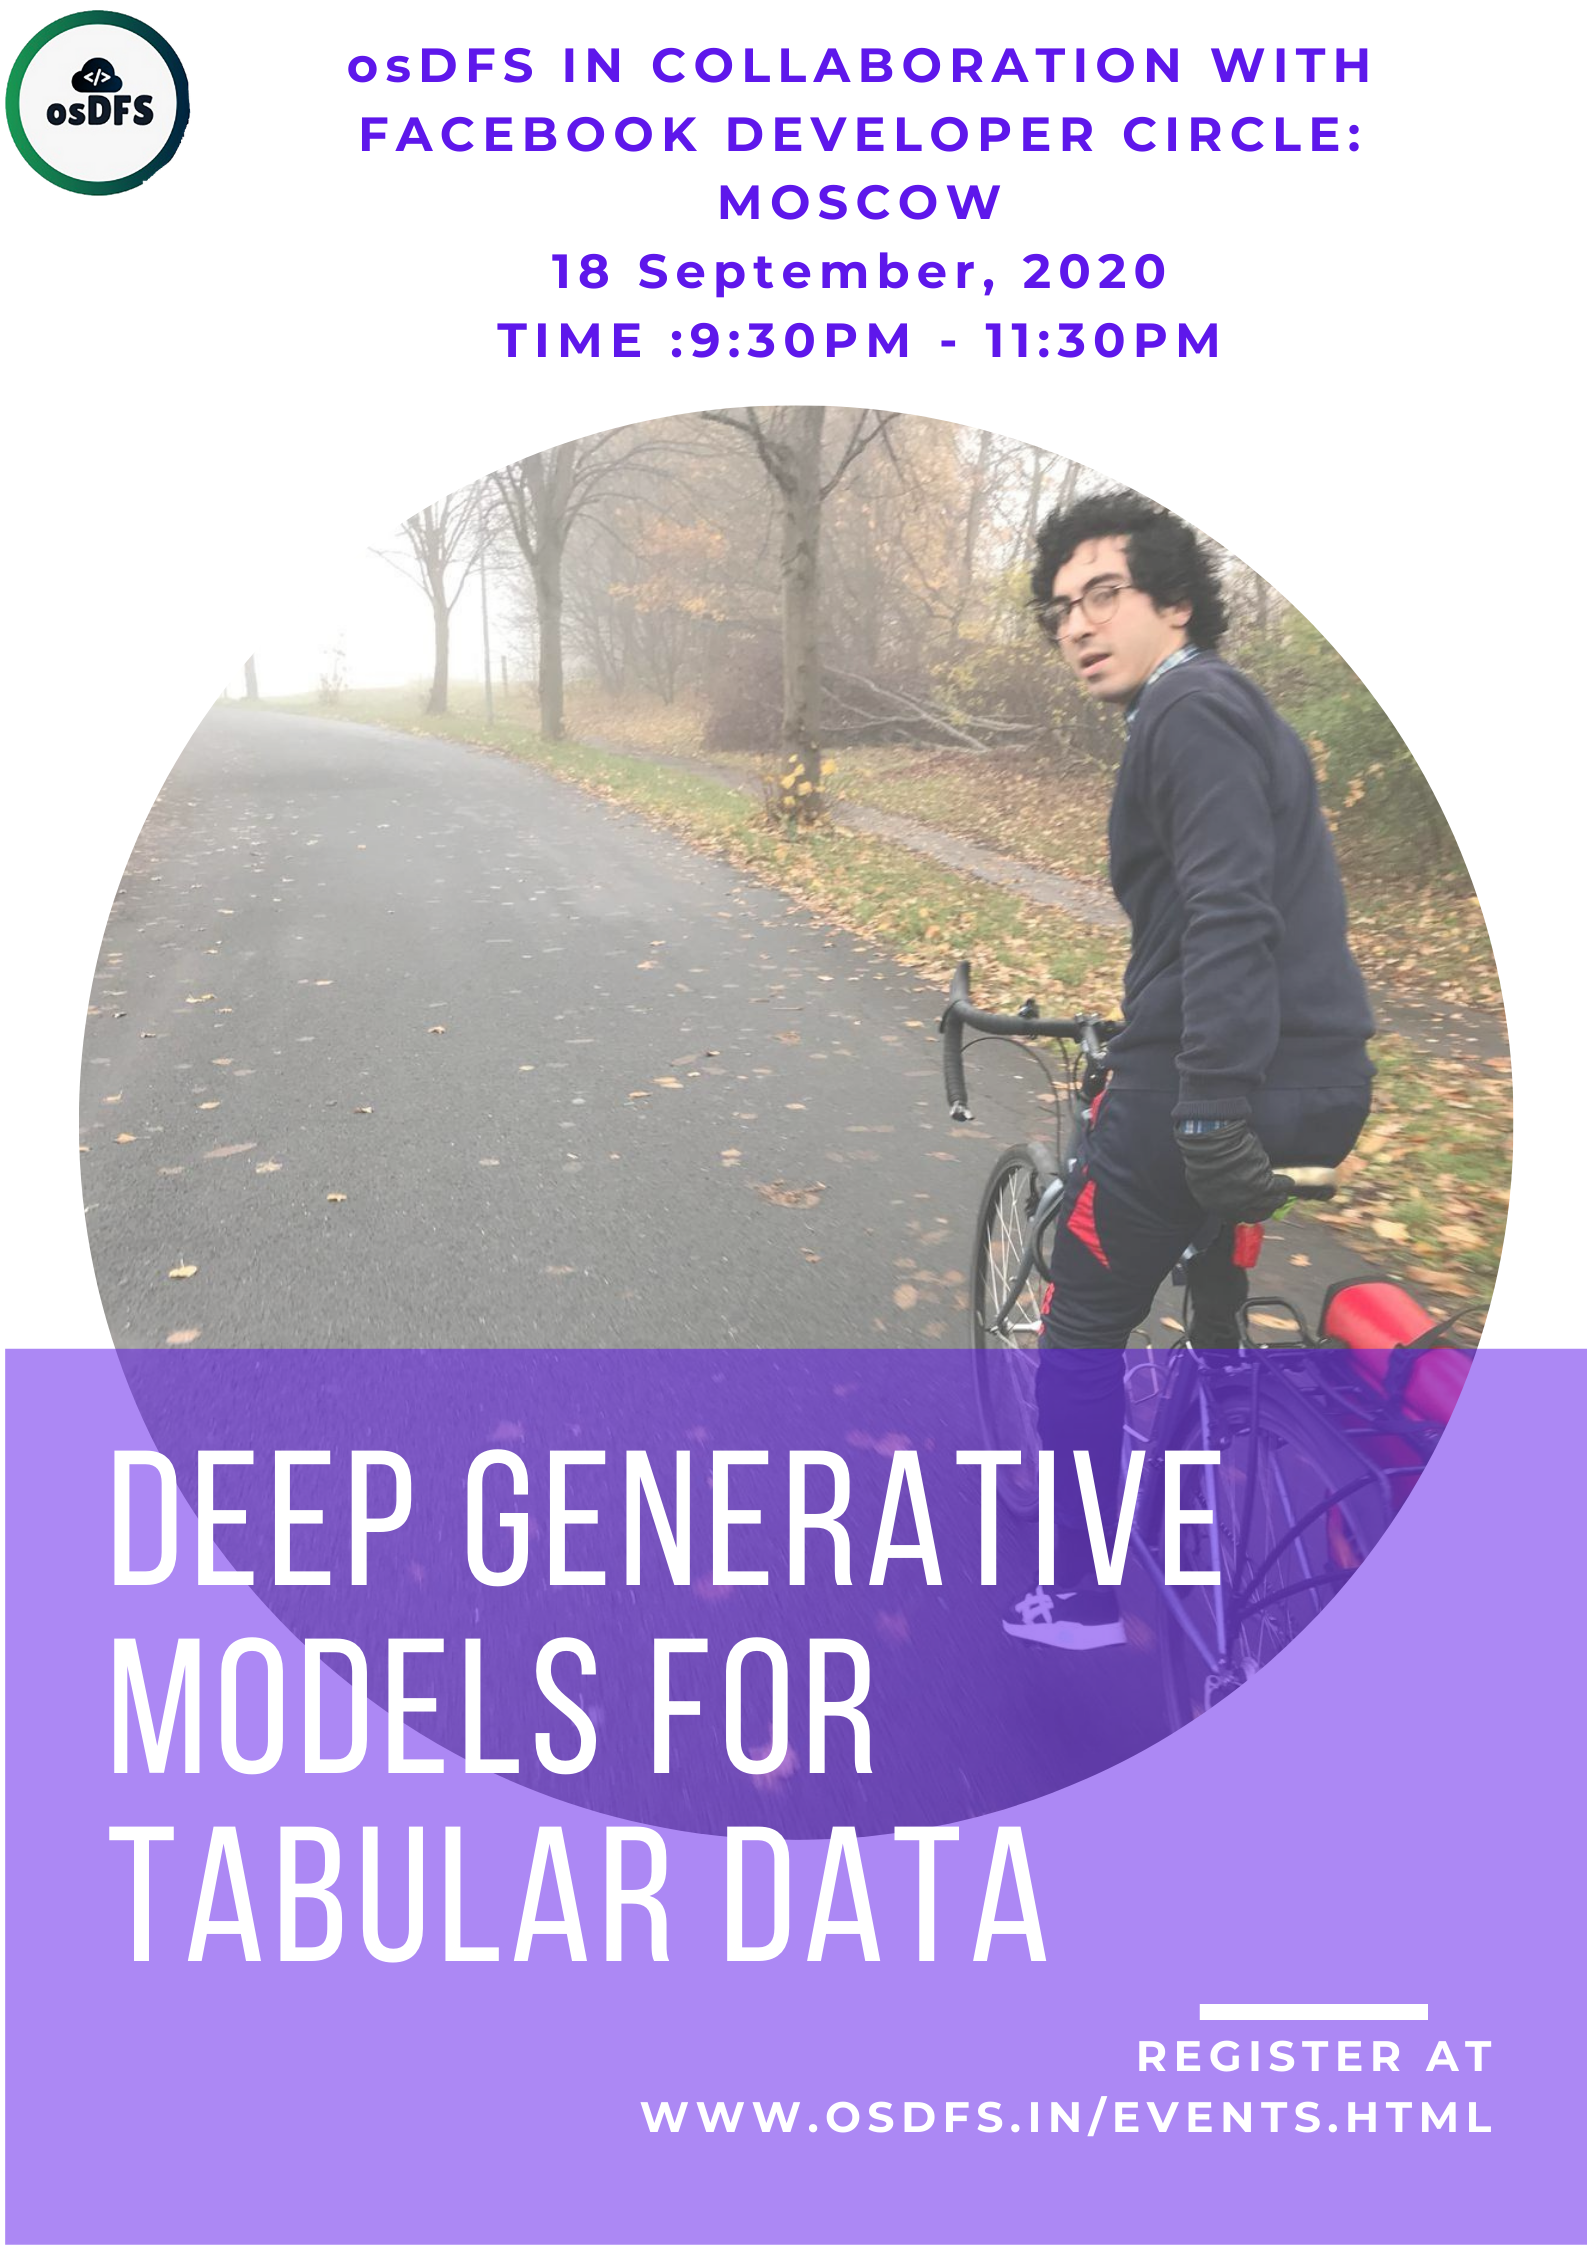 </>
osDFS
osDFS IN COLLABORATION WITH
FACEBOOK DEVELOPER CIRCLE:
MOSCOW
18 September, 2020
TIME :9:30PM - 11:30PM
DEEP GENERATIVE
MODELS FOR
TABULAR DATA
REGISTER AT
WWW.OSDFS.IN/EVENTS.HTML